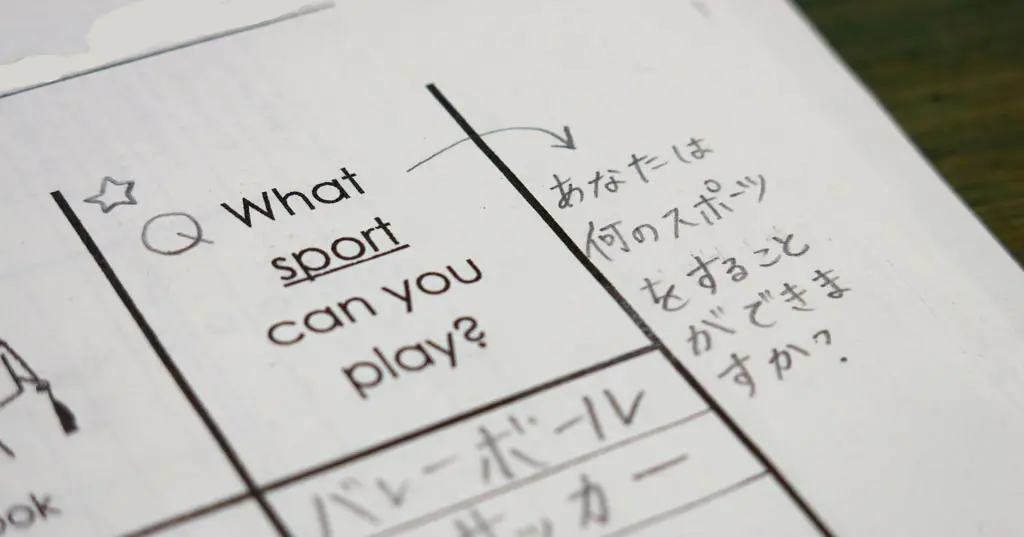 What
sport
can you
play?
あなたは
何のスポーツ
をすること
ができま
すか?
バレーボール
サッカー